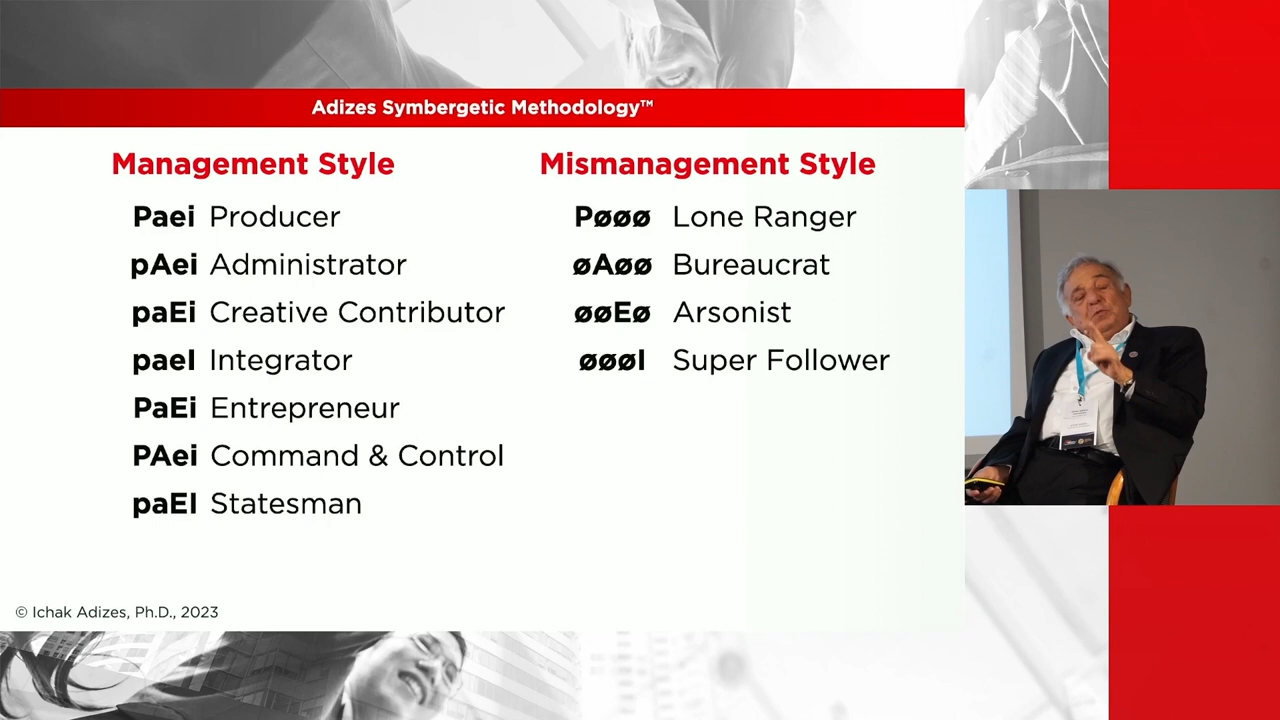 Adizes Symbergetic Methodology™
Management Style
Paei Producer
pAei Administrator
paEi Creative Contributor
paeI Integrator
PaEi Entrepreneur
PAei Command & Control
paEI Statesman
Mismanagement Style
Pøøø Lone Ranger
øAøø Bureaucrat
øøEø Arsonist
øøøI Super Follower
© Ichak Adizes, Ph.D., 2023